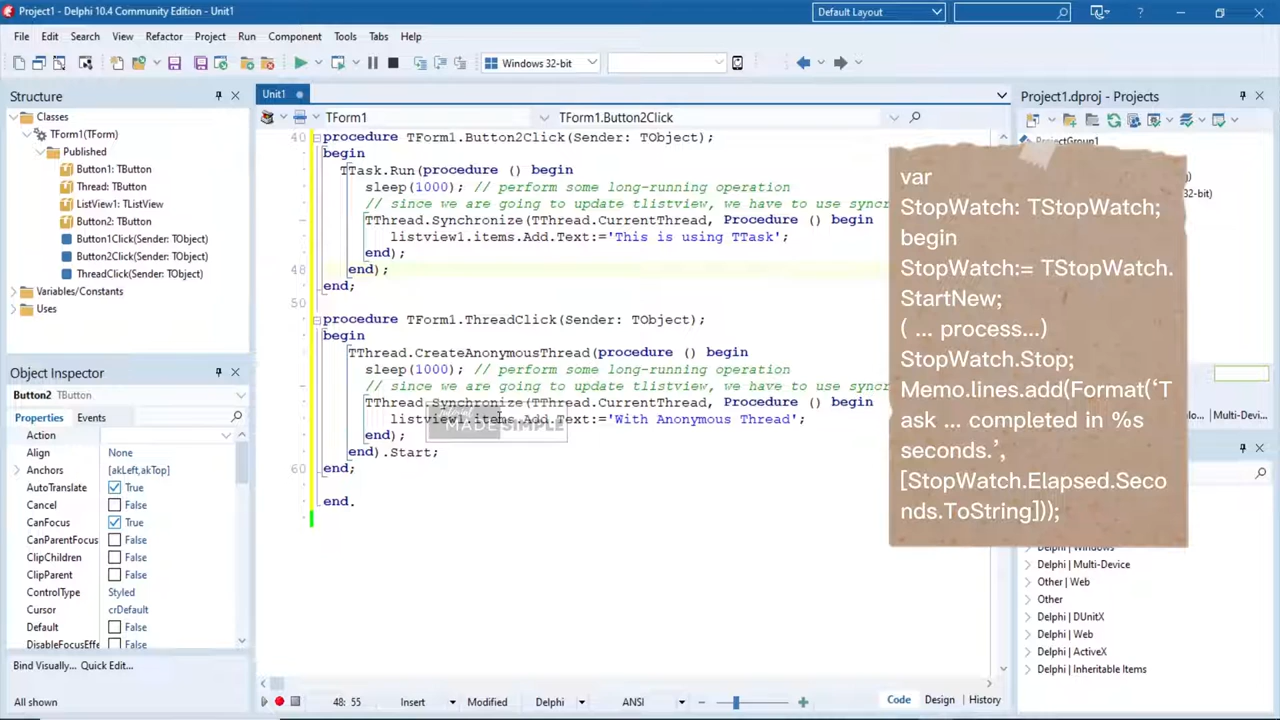 Project1 - Delphi 10.4 Community Edition - Unit1
Default Layout
File Edit Search View Refactor Project Run Component Tools Tabs Help
Windows 32-bit
Structure
Classes
TForm1(TForm)
Published
Button1: TButton
Thread: TButton
ListView1: TListView
Button2: TButton
Button1Click(Sender: TObject)
Button2Click(Sender: TObject)
ThreadClick(Sender: TObject)
Variables/Constants
Uses
Object Inspector
Button2 TButton
Properties Events
Action
Align None
Anchors [akLeft,akTop]
AutoTranslate True
Cancel False
CanFocus True
CanParentFocus False
ClipChildren False
ClipParent False
ControlType Styled
Cursor crDefault
Default False
DisableFocusEffe False
Bind Visually... Quick Edit...
All shown
Unit1
TForm1 TForm1.Button2Click
40 procedure TForm1.Button2Click(Sender: TObject);
begin
TTask.Run(procedure () begin
sleep(1000); // perform some long-running operation
// since we are going to update tlistview, we have to use syncr
TThread.Synchronize(TThread.CurrentThread, Procedure () begin
listview1.items.Add.Text:='This is using TTask';
end);
48 end);
end;
50
procedure TForm1.ThreadClick(Sender: TObject);
begin
TThread.CreateAnonymousThread(procedure () begin
sleep(1000); // perform some long-running operation
// since we are going to update tlistview, we have to use syncr
TThread.Synchronize(TThread.CurrentThread, Procedure () begin
listview1.items.Add.Text:='With Anonymous Thread';
MADE SIMPLE
end);
end).Start;
60 end;
end.
48: 55 Insert Modified Delphi ANSI Code Design History
Project1.dproj - Projects
ProjectGroup1
var
StopWatch: TStopWatch;
begin
StopWatch:= TStopWatch.
StartNew;
( ... process...)
StopWatch.Stop;
Memo.lines.add(Format(‘T
ask ... completed in %s
seconds.’,
[StopWatch.Elapsed.Seco
nds.ToString]));
Multi-Devi...
Delphi | Windows
Delphi | Multi-Device
Other | Web
Other
Delphi | DUnitX
Delphi | Web
Delphi | ActiveX
Delphi | Inheritable Items